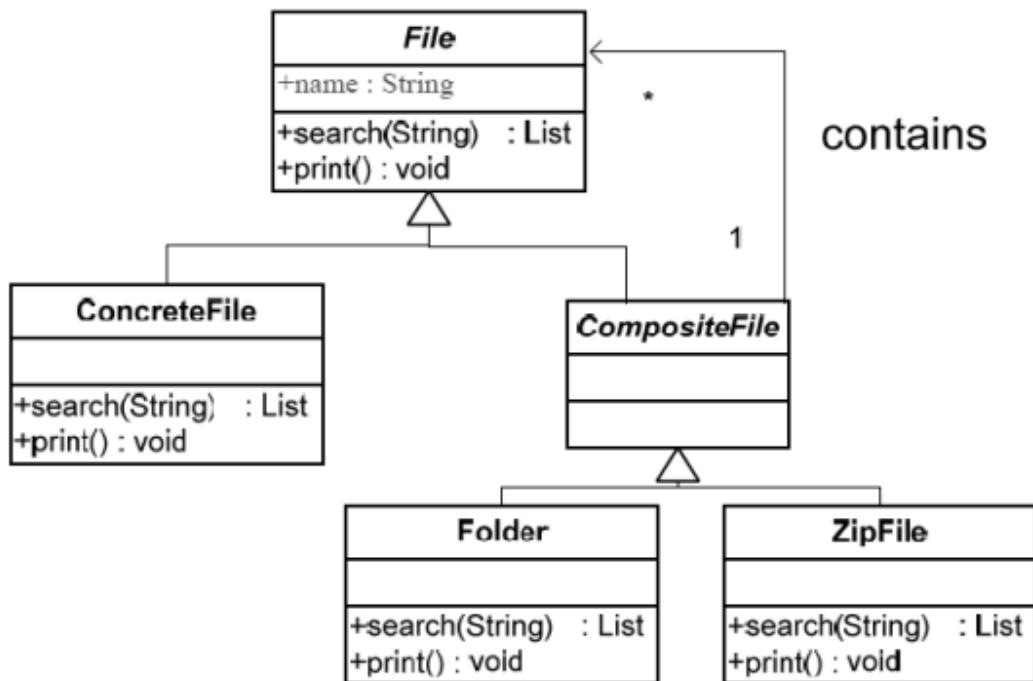 File
+name : String
+search(String) : List
+print() : void
*
contains
1
ConcreteFile
+search(String) : List
+print() : void
CompositeFile
Folder
+search(String) : List
+print() : void
ZipFile
+search(String) : List
+print() : void